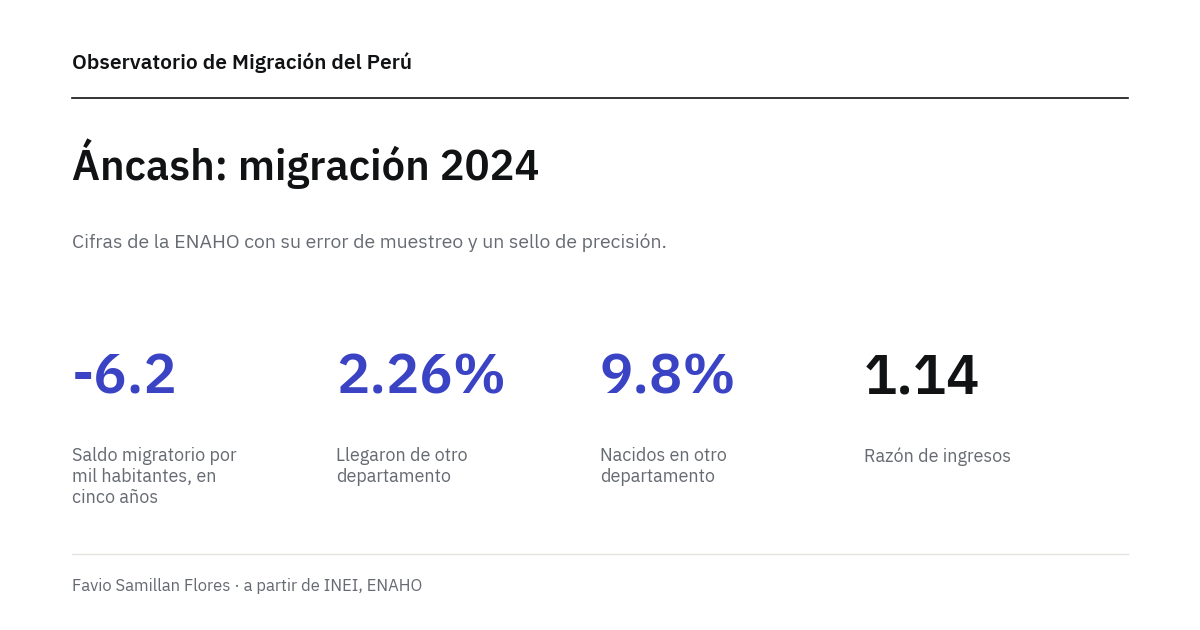 Observatorio de Migración del Perú
Áncash: migración 2024
Cifras de la ENAHO con su error de muestreo y un sello de precisión.
-6.2
Saldo migratorio por
mil habitantes, en
cinco años
2.26%
Llegaron de otro
departamento
9.8%
Nacidos en otro
departamento
1.14
Razón de ingresos
Favio Samillan Flores · a partir de INEI, ENAHO